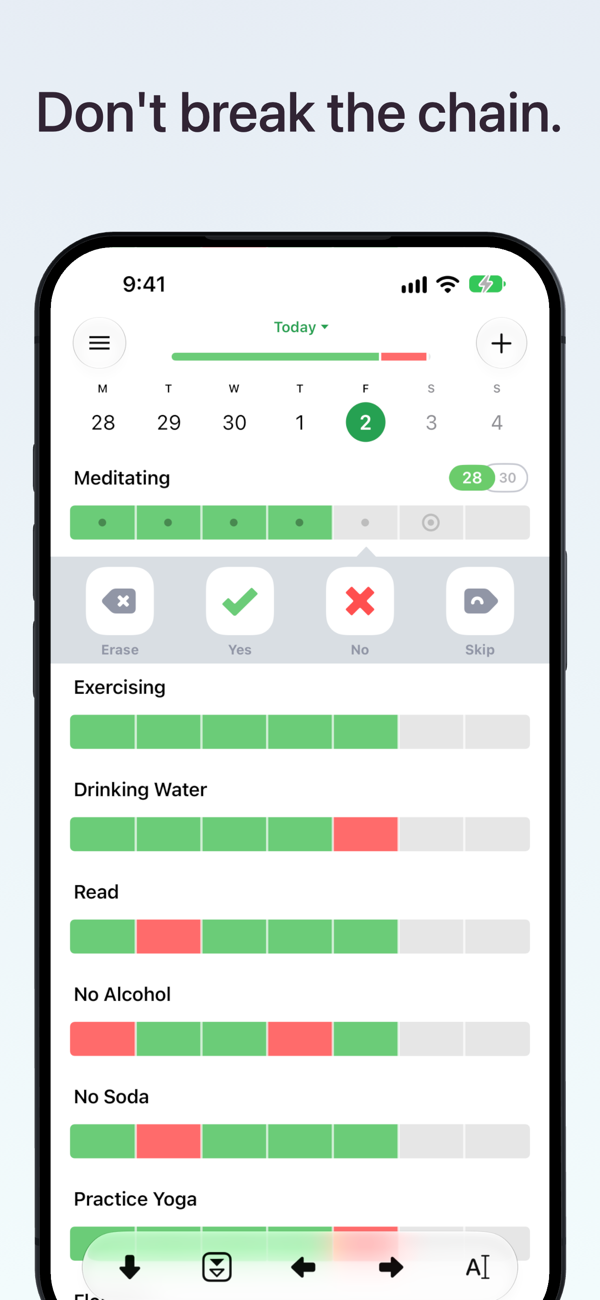 Don't break the chain.
9:41
Today
M T W T F S S
28 29 30 1 2 3 4
Meditating 28 30
Erase Yes No Skip
Exercising
Drinking Water
Read
No Alcohol
No Soda
Practice Yoga
A